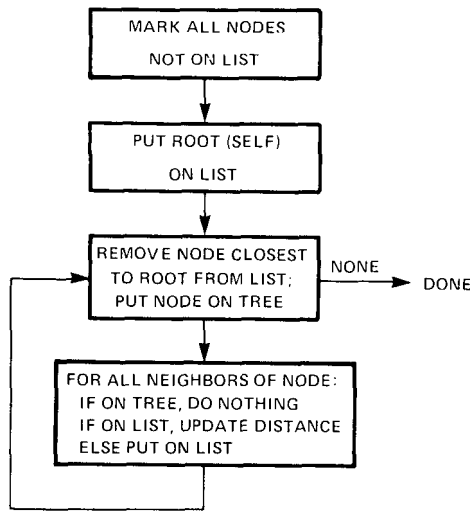 MARK ALL NODES
NOT ON LIST
PUT ROOT (SELF)
ON LIST
REMOVE NODE CLOSEST
TO ROOT FROM LIST;
PUT NODE ON TREE
NONE
DONE
FOR ALL NEIGHBORS OF NODE:
IF ON TREE, DO NOTHING
IF ON LIST, UPDATE DISTANCE
ELSE PUT ON LIST